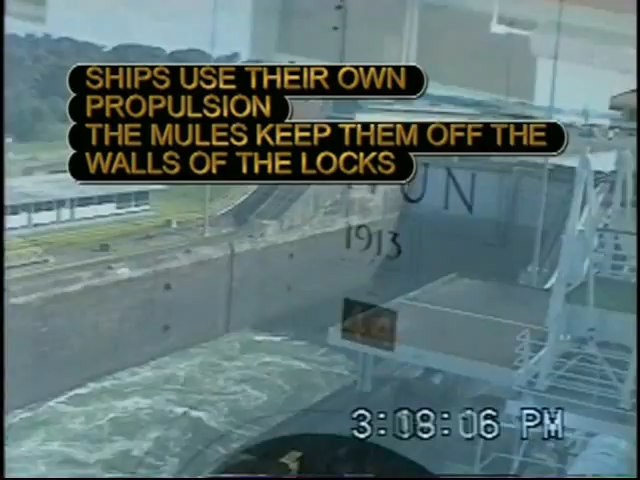 SHIPS USE THEIR OWN
PROPULSION
THE MULES KEEP THEM OFF THE
WALLS OF THE LOCKS
1913
3:08:06 PM